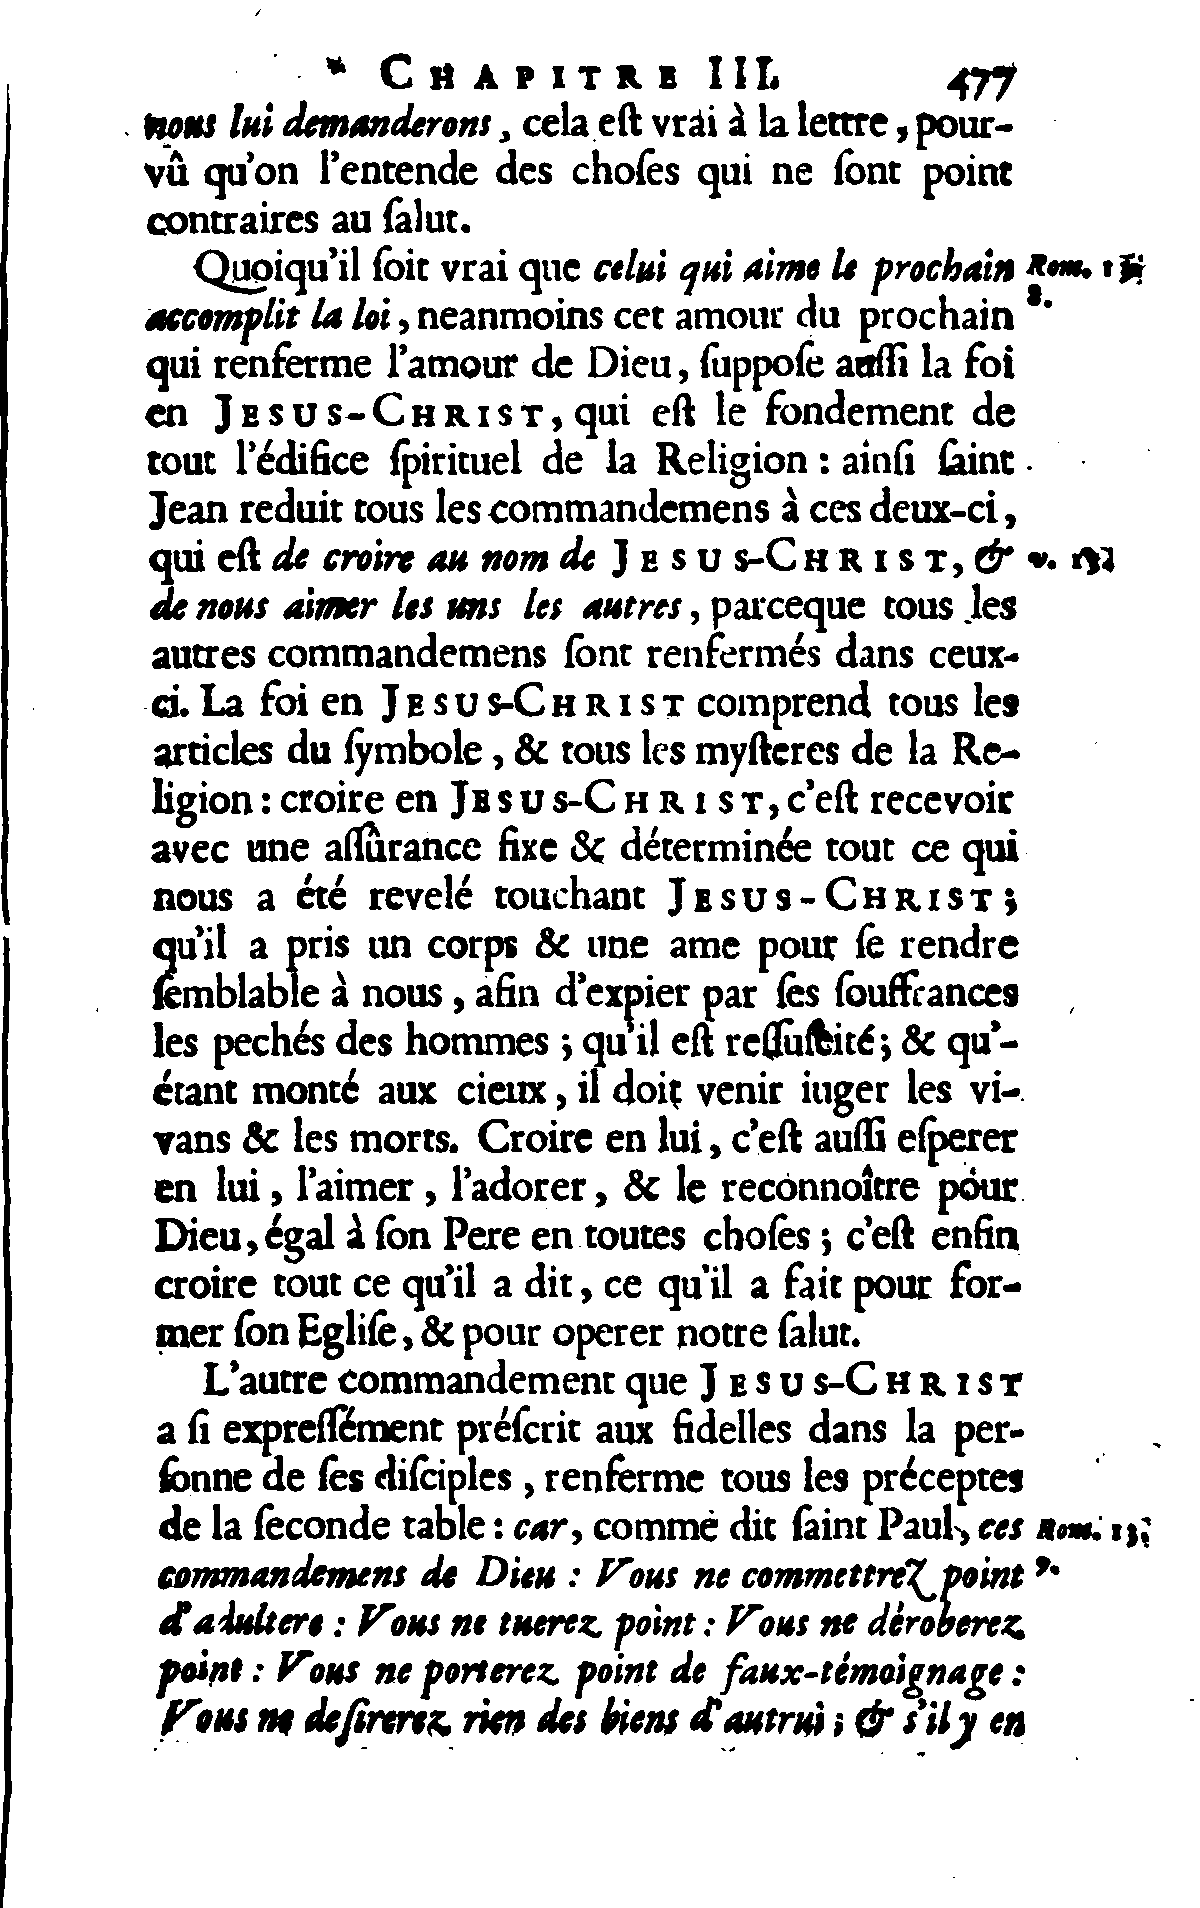 CHAPITRE III. 477
nous lui demanderons, cela est vrai à la lettre, pour-
vû qu'on l'entende des choſes qui ne ſont point
contraires au ſalut.
Quoiqu'il ſoit vrai que celui qui aime le prochain Rom.
accomplit la loi, neanmoins cet amour du prochain 8.
qui renferme l'amour de Dieu, ſuppoſe auſſi la foi
en JESUS-CHRIST, qui eſt le fondement de
tout l'édifice ſpirituel de la Religion : ainſi ſaint
Jean reduit tous les commandemens à ces deux-ci,
qui eſt de croire au nom de JESUS-CHRIST, & v.
de nous aimer les uns les autres, parceque tous les
autres commandemens ſont renfermés dans ceux-
ci. La foi en JESUS-CHRIST comprend tous les
articles du ſymbole, & tous les myſteres de la Re-
ligion : croire en JESUS-CHRIST, c'eſt recevoir
avec une aſſûrance fixe & déterminée tout ce qui
nous a été revelé touchant JESUS-CHRIST;
qu'il a pris un corps & une ame pour ſe rendre
ſemblable à nous, afin d'expier par ſes ſouffrances
les pechés des hommes ; qu'il eſt reſſuſcité; & qu'-
étant monté aux cieux, il doit venir iuger les vi-
vans & les morts. Croire en lui, c'eſt auſſi eſperer
en lui, l'aimer, l'adorer, & le reconnoître pour
Dieu, égal à ſon Pere en toutes choſes ; c'eſt enfin
croire tout ce qu'il a dit, ce qu'il a fait pour for-
mer ſon Egliſe, & pour operer notre ſalut.
L'autre commandement que JESUS-CHRIST
a ſi expreſſément préſcrit aux fidelles dans la per-
ſonne de ſes diſciples, renferme tous les préceptes
de la ſeconde table : car, comme dit ſaint Paul, ces Rom. 13.
commandemens de Dieu : Vous ne commettrez point 9.
d'adultere : Vous ne tuerez point : Vous ne déroberez
point : Vous ne porterez point de faux-témoignage :
Vous ne deſirerez rien des biens d'autrui ; & s'il y en